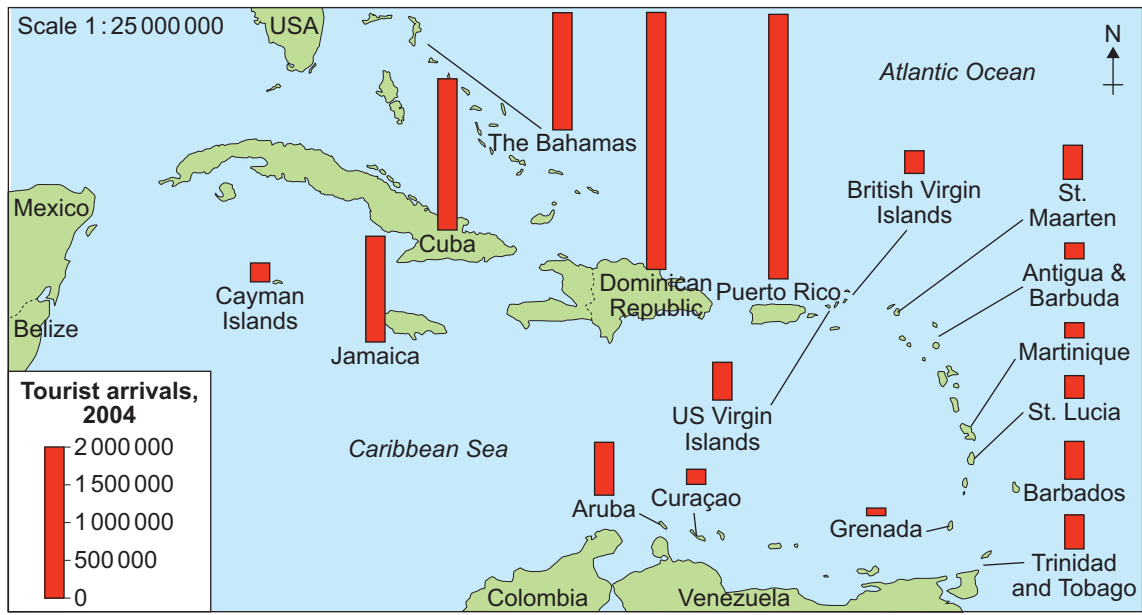 Scale 1 : 25 000 000
USA
N
Atlantic Ocean
The Bahamas
British Virgin
Islands
St.
Maarten
Mexico
Cuba
Cayman
Islands
Dominican
Republic
Puerto Rico
Antigua &
Barbuda
Belize
Jamaica
Martinique
Tourist arrivals,
2004
2 000 000
1 500 000
1 000 000
500 000
0
US Virgin
Islands
St. Lucia
Caribbean Sea
Aruba
Curaçao
Grenada
Barbados
Trinidad
and Tobago
Colombia
Venezuela